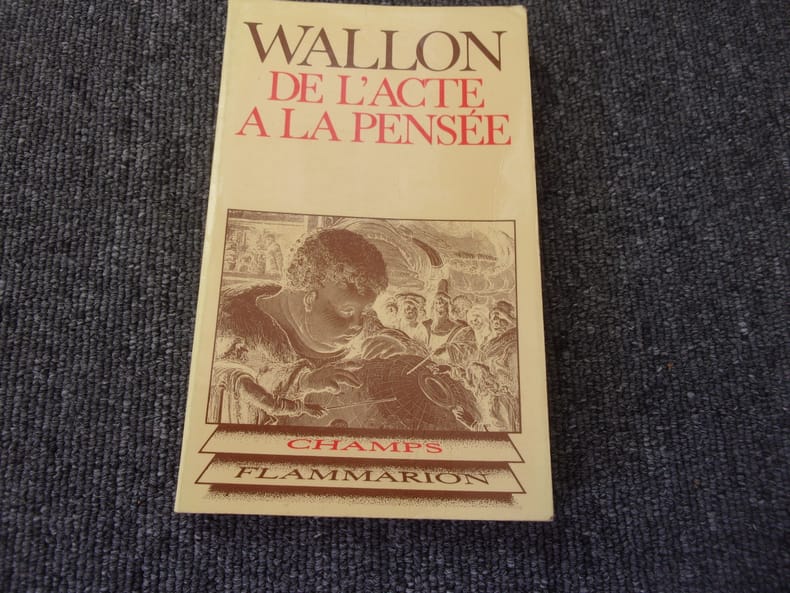 WALLON
DE L'ACTE
A LA PENSÉE
CHAMPS
FLAMMARION